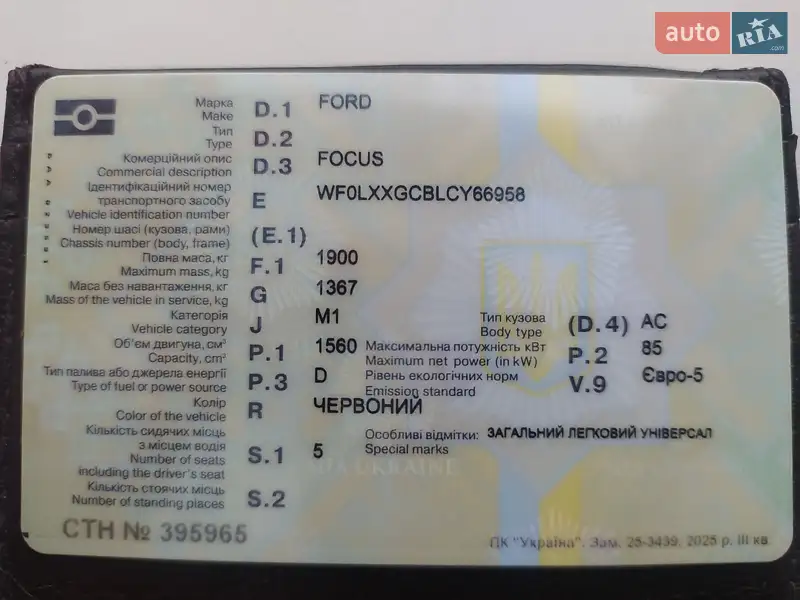 auto RIA .com
Марка D.1 FORD
Make
Тип D.2
Type
Комерційний опис D.3 FOCUS
Commercial description
Ідентифікаційний номер
транспортного засобу E WF0LXXGCBLCY66958
Vehicle identification number
Номер шасі (кузова, рами) (E.1)
Chassis number (body, frame)
Повна маса, кг F.1 1900
Maximum mass, kg
Маса без навантаження, кг G 1367
Mass of the vehicle in service, kg
Категорія J M1 Тип кузова (D.4) AC
Vehicle category Body type
Об'єм двигуна, см³ P.1 1560 Максимальна потужність кВт P.2 85
Capacity, cm³ Maximum net power (in kW)
Тип палива або джерела енергії P.3 D Рівень екологічних норм V.9 Євро-5
Type of fuel or power source Emission standard
Колір R ЧЕРВОНИЙ
Color of the vehicle
Кількість сидячих місць Особливі відмітки: ЗАГАЛЬНИЙ ЛЕГКОВИЙ УНІВЕРСАЛ
з місцем водія S.1 5 Special marks
Number of seats
including the driver's seat
Кількість стоячих місць S.2
Number of standing places
UKRAINE
СТН № 395965
ПК "Україна". Зам. 25-3439. 2025 р. III кв.